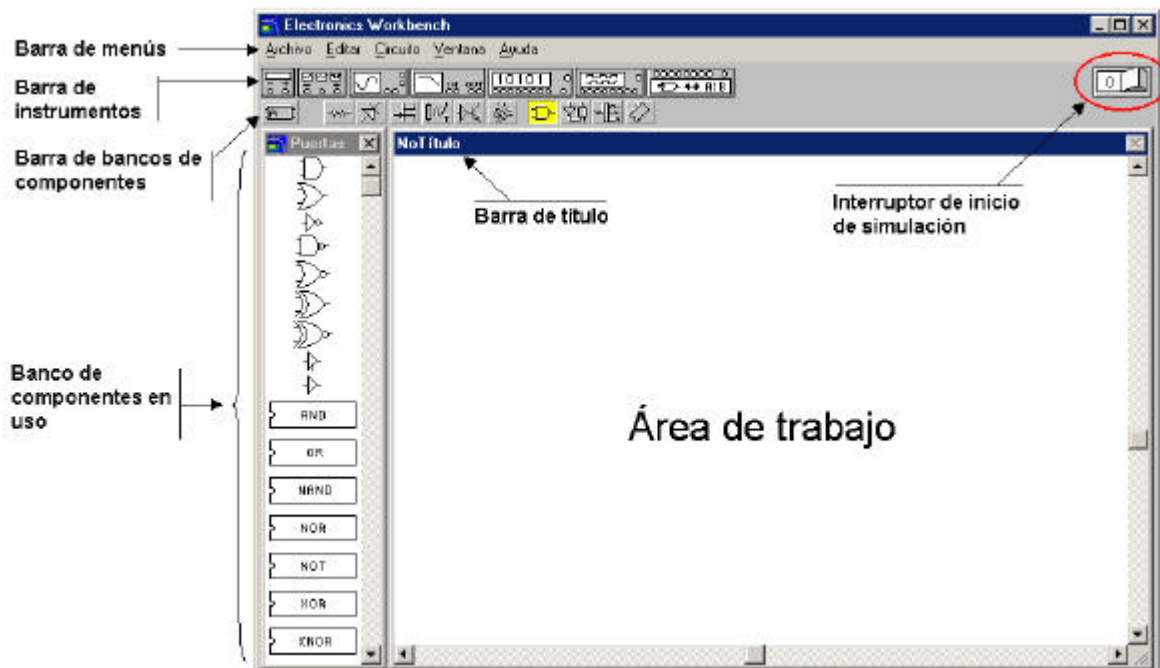 Electronics Workbench
Barra de menús
Archivo Editar Circuito Ventana Ayuda
Barra de
instrumentos
10101
0
Barra de bancos de
componentes
Puertas
NoTítulo
Barra de título
Interruptor de inicio
de simulación
Banco de
componentes en
uso
AND
OR
NAND
NOR
NOT
XOR
XNOR
Área de trabajo